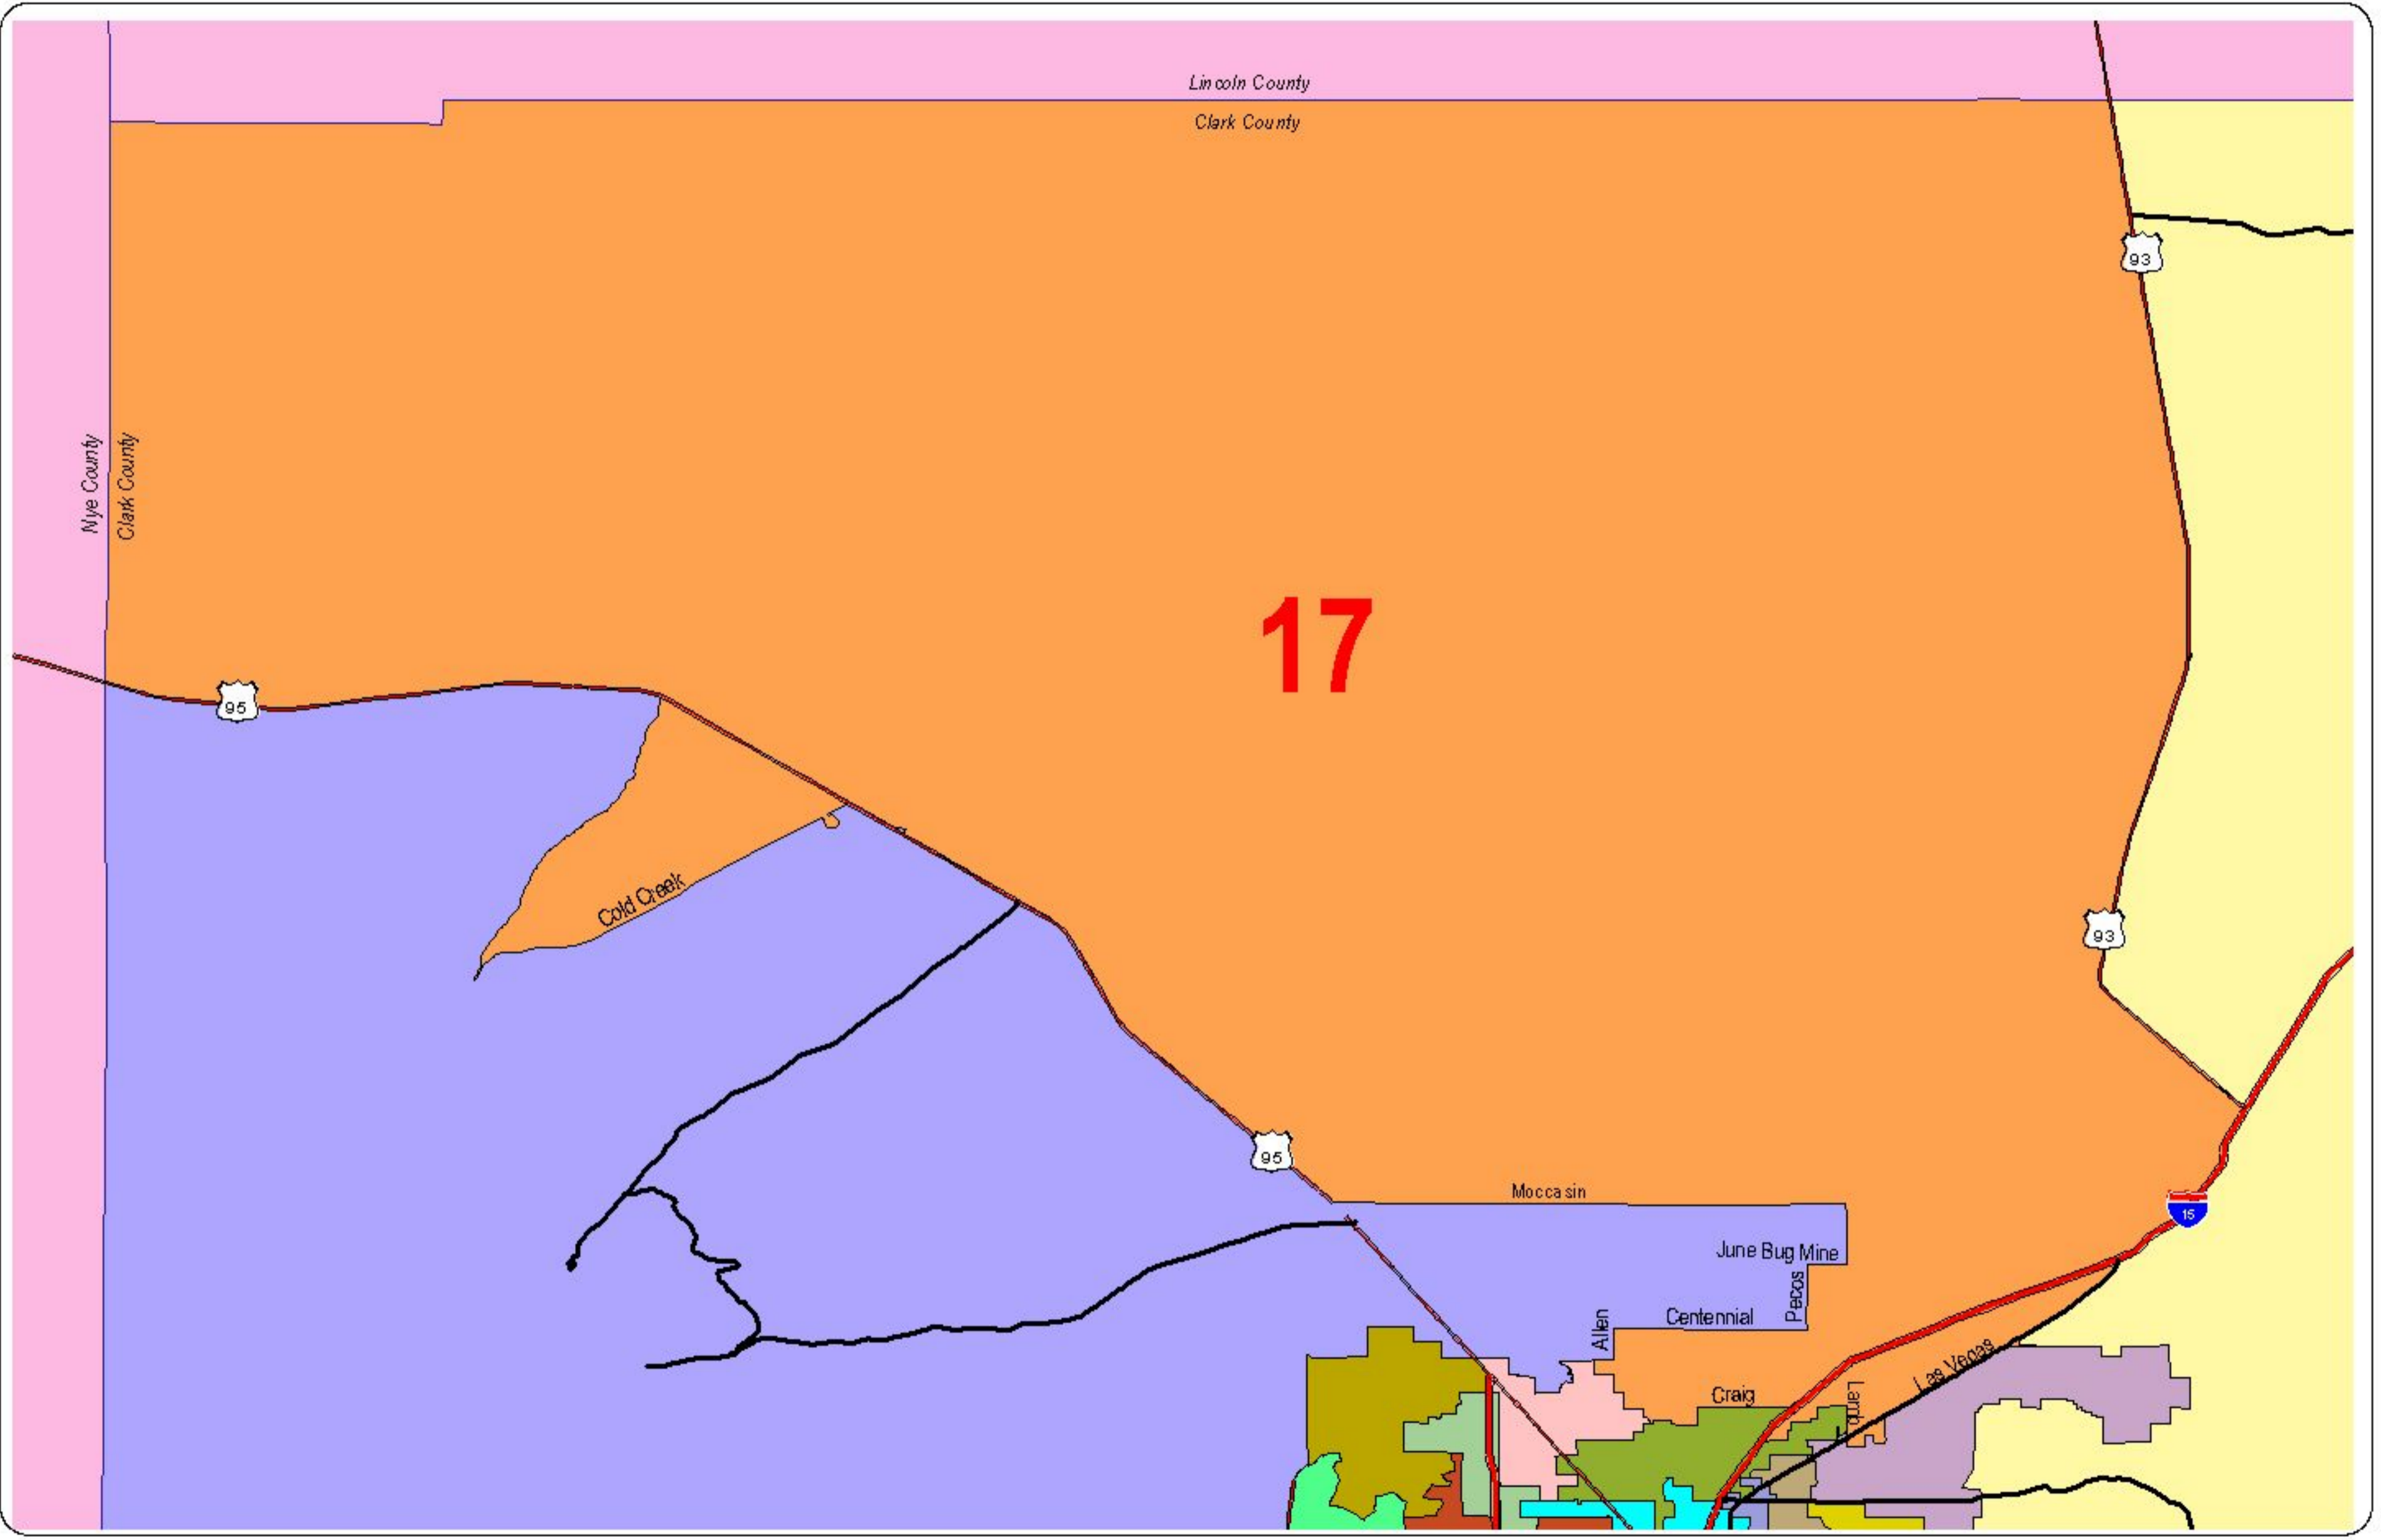 Lincoln County
Clark County
93
Nye County
Clark County
17
95
Cold Creek
93
95
Moccasin
15
June Bug Mine
Pecos
Centennial
Allen
Las Vegas
Craig
Lamb